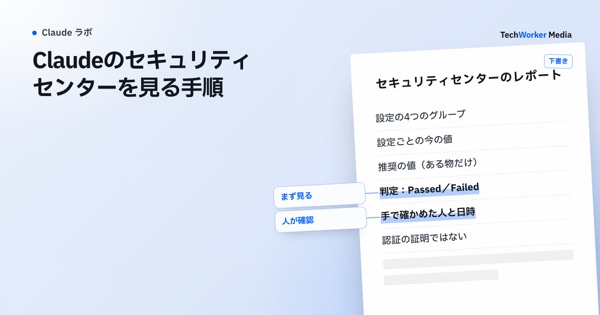 Claude ラボ
TechWorker Media
Claudeのセキュリティ
センターを見る手順
下書き
セキュリティセンターのレポート
設定の4つのグループ
設定ごとの今の値
推奨の値（ある物だけ）
まず見る
判定：Passed／Failed
人が確認
手で確かめた人と日時
認証の証明ではない